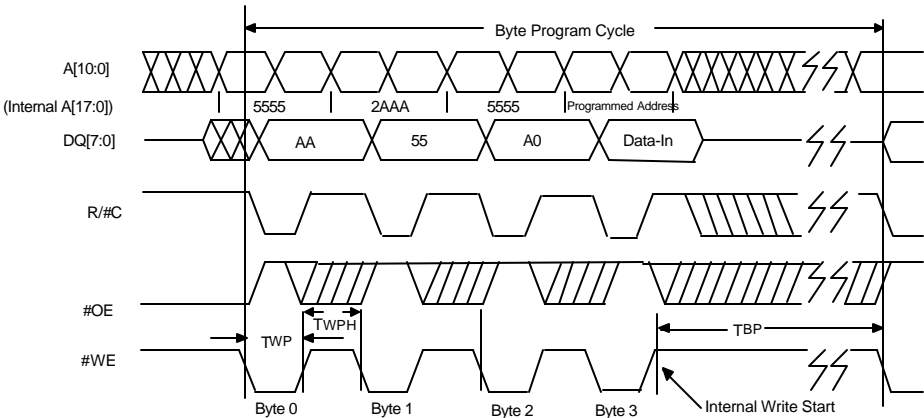 Byte Program Cycle
A[10:0]
(Internal A[17:0])
5555 2AAA 5555 Programmed Address
DQ[7:0]
AA 55 A0 Data-In
R/#C
#OE
TWP TWPH TBP
#WE
Byte 0 Byte 1 Byte 2 Byte 3 Internal Write Start